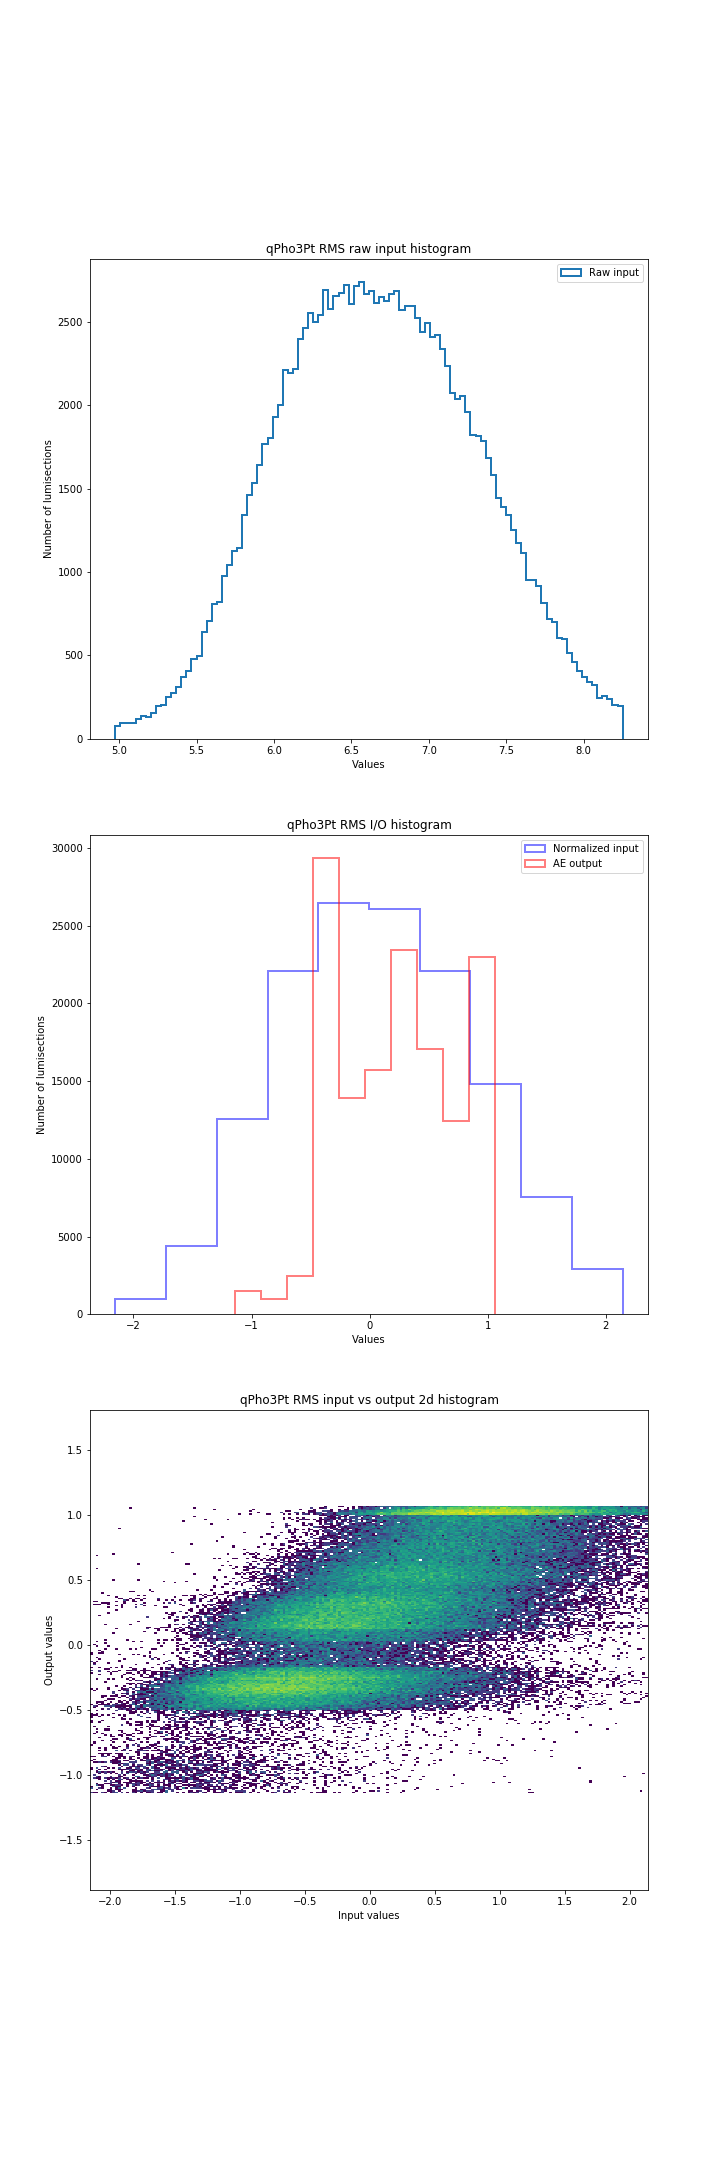 qPho3Pt RMS raw input histogram
Raw input
2500
2000
1500
1000
500
0
Number of lumisections
5.0 5.5 6.0 6.5 7.0 7.5 8.0
Values
qPho3Pt RMS I/O histogram
Normalized input
AE output
30000
25000
20000
15000
10000
5000
0
Number of lumisections
−2 −1 0 1 2
Values
qPho3Pt RMS input vs output 2d histogram
1.5
1.0
0.5
0.0
−0.5
−1.0
−1.5
Output values
−2.0 −1.5 −1.0 −0.5 0.0 0.5 1.0 1.5 2.0
Input values